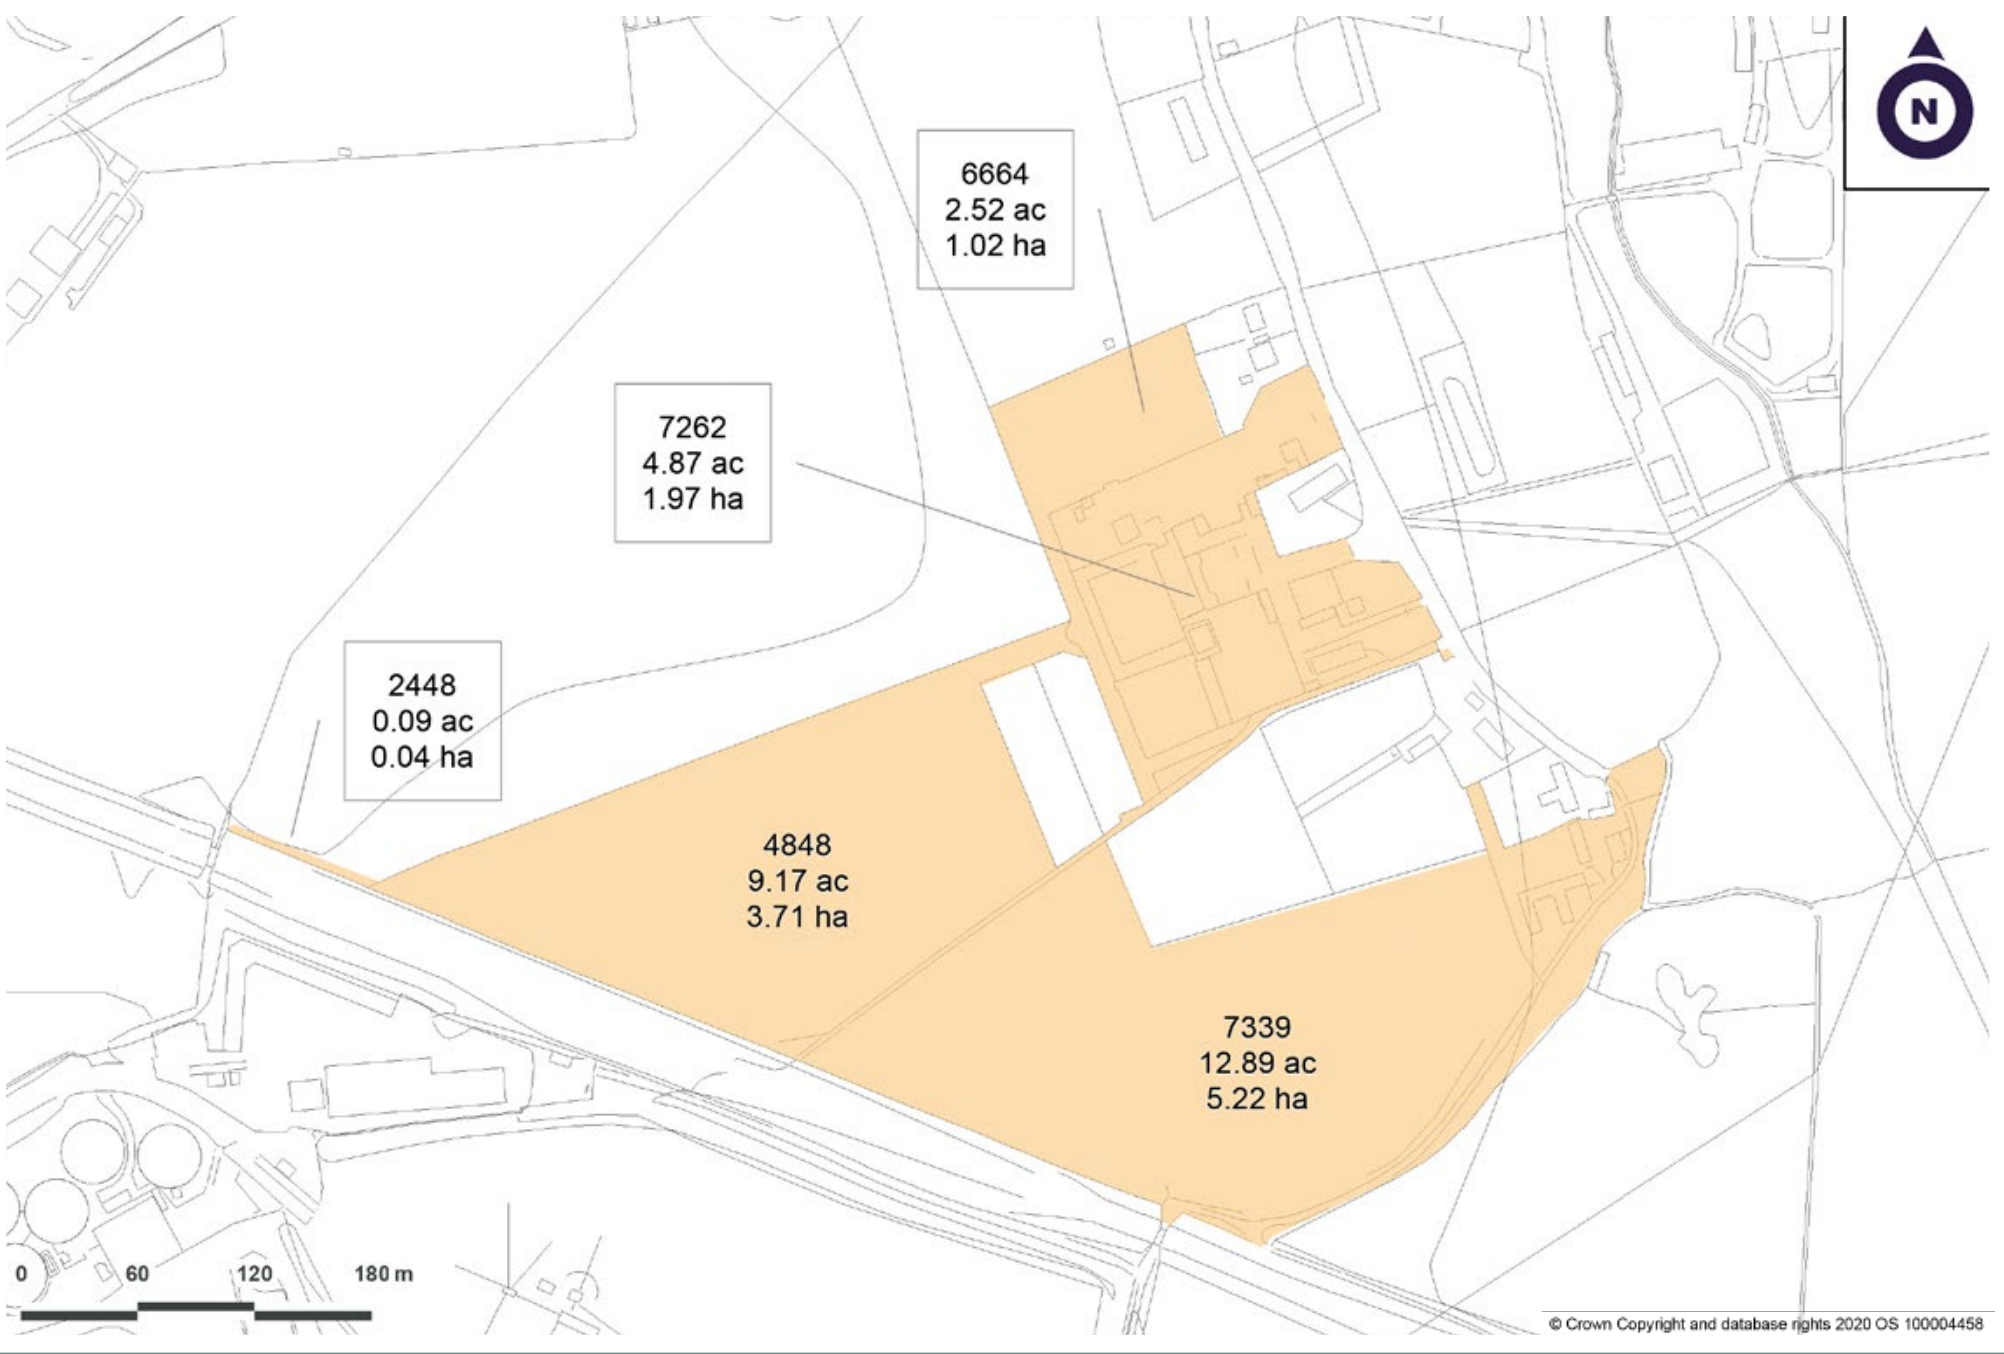 N
6664
2.52 ac
1.02 ha
7262
4.87 ac
1.97 ha
2448
0.09 ac
0.04 ha
4848
9.17 ac
3.71 ha
7339
12.89 ac
5.22 ha
0 60 120 180 m
© Crown Copyright and database rights 2020 OS 100004458